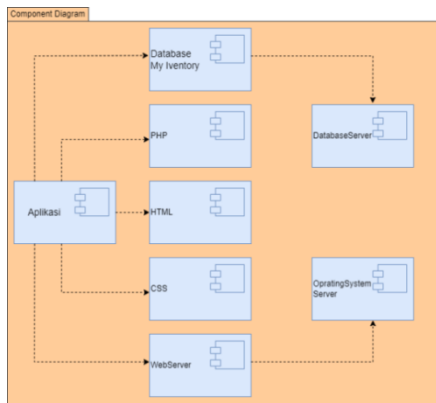 Component Diagram
Database
My Iventory
PHP
DatabaseServer
Aplikasi
HTML
CSS
OpratingSystem
Server
WebServer